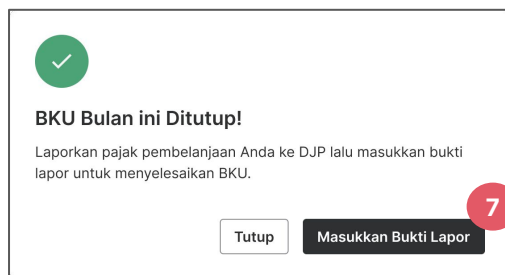 BKU Bulan ini Ditutup!
Laporkan pajak pembelanjaan Anda ke DJP lalu masukkan bukti
lapor untuk menyelesaikan BKU.
7
Tutup Masukkan Bukti Lapor